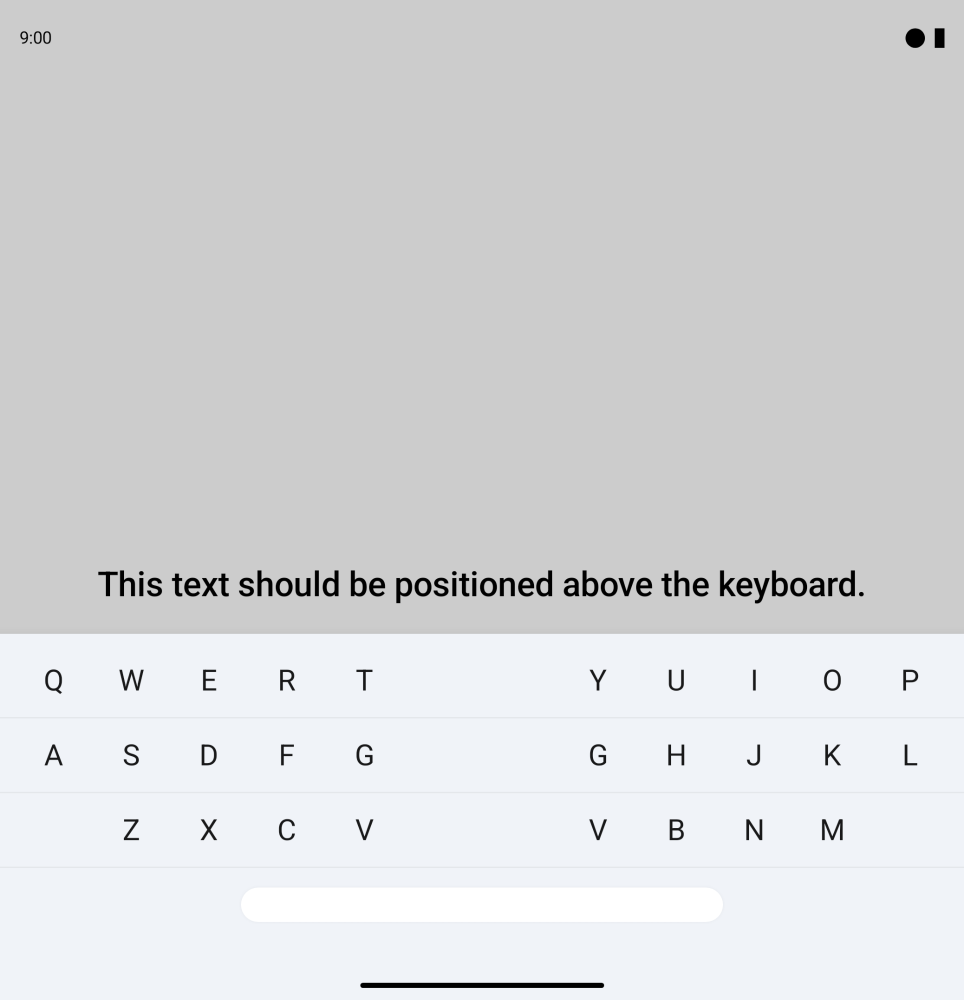 9:00
This text should be positioned above the keyboard.
Q W E R T Y U I O P
A S D F G G H J K L
Z X C V V B N M